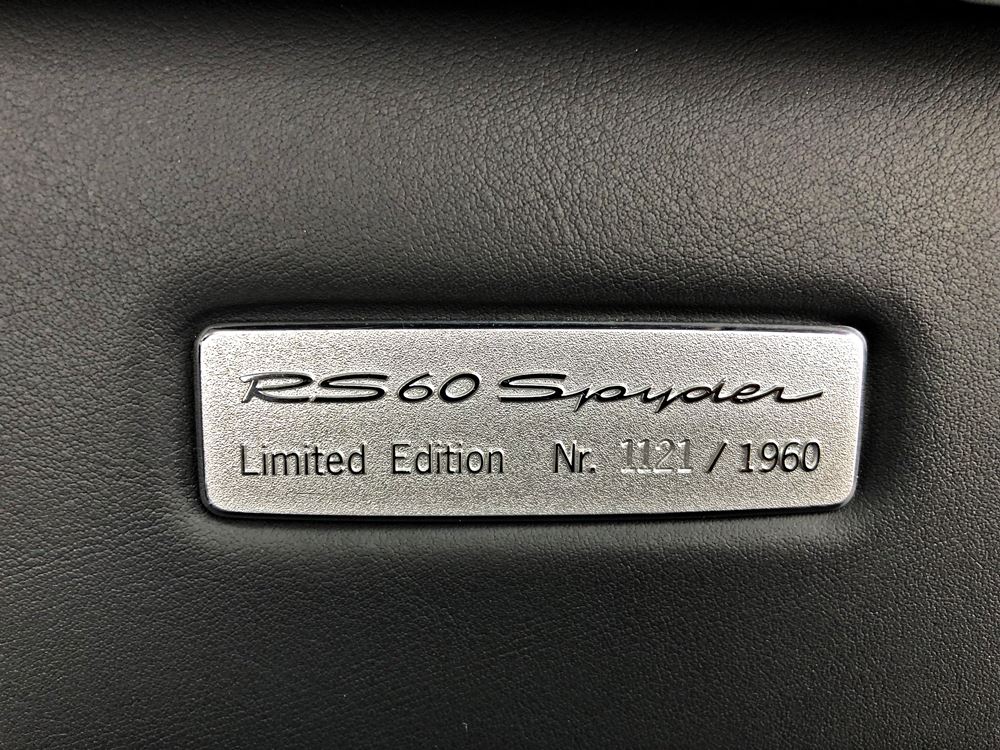 RS60 Spyder
Limited Edition Nr. 1121 / 1960